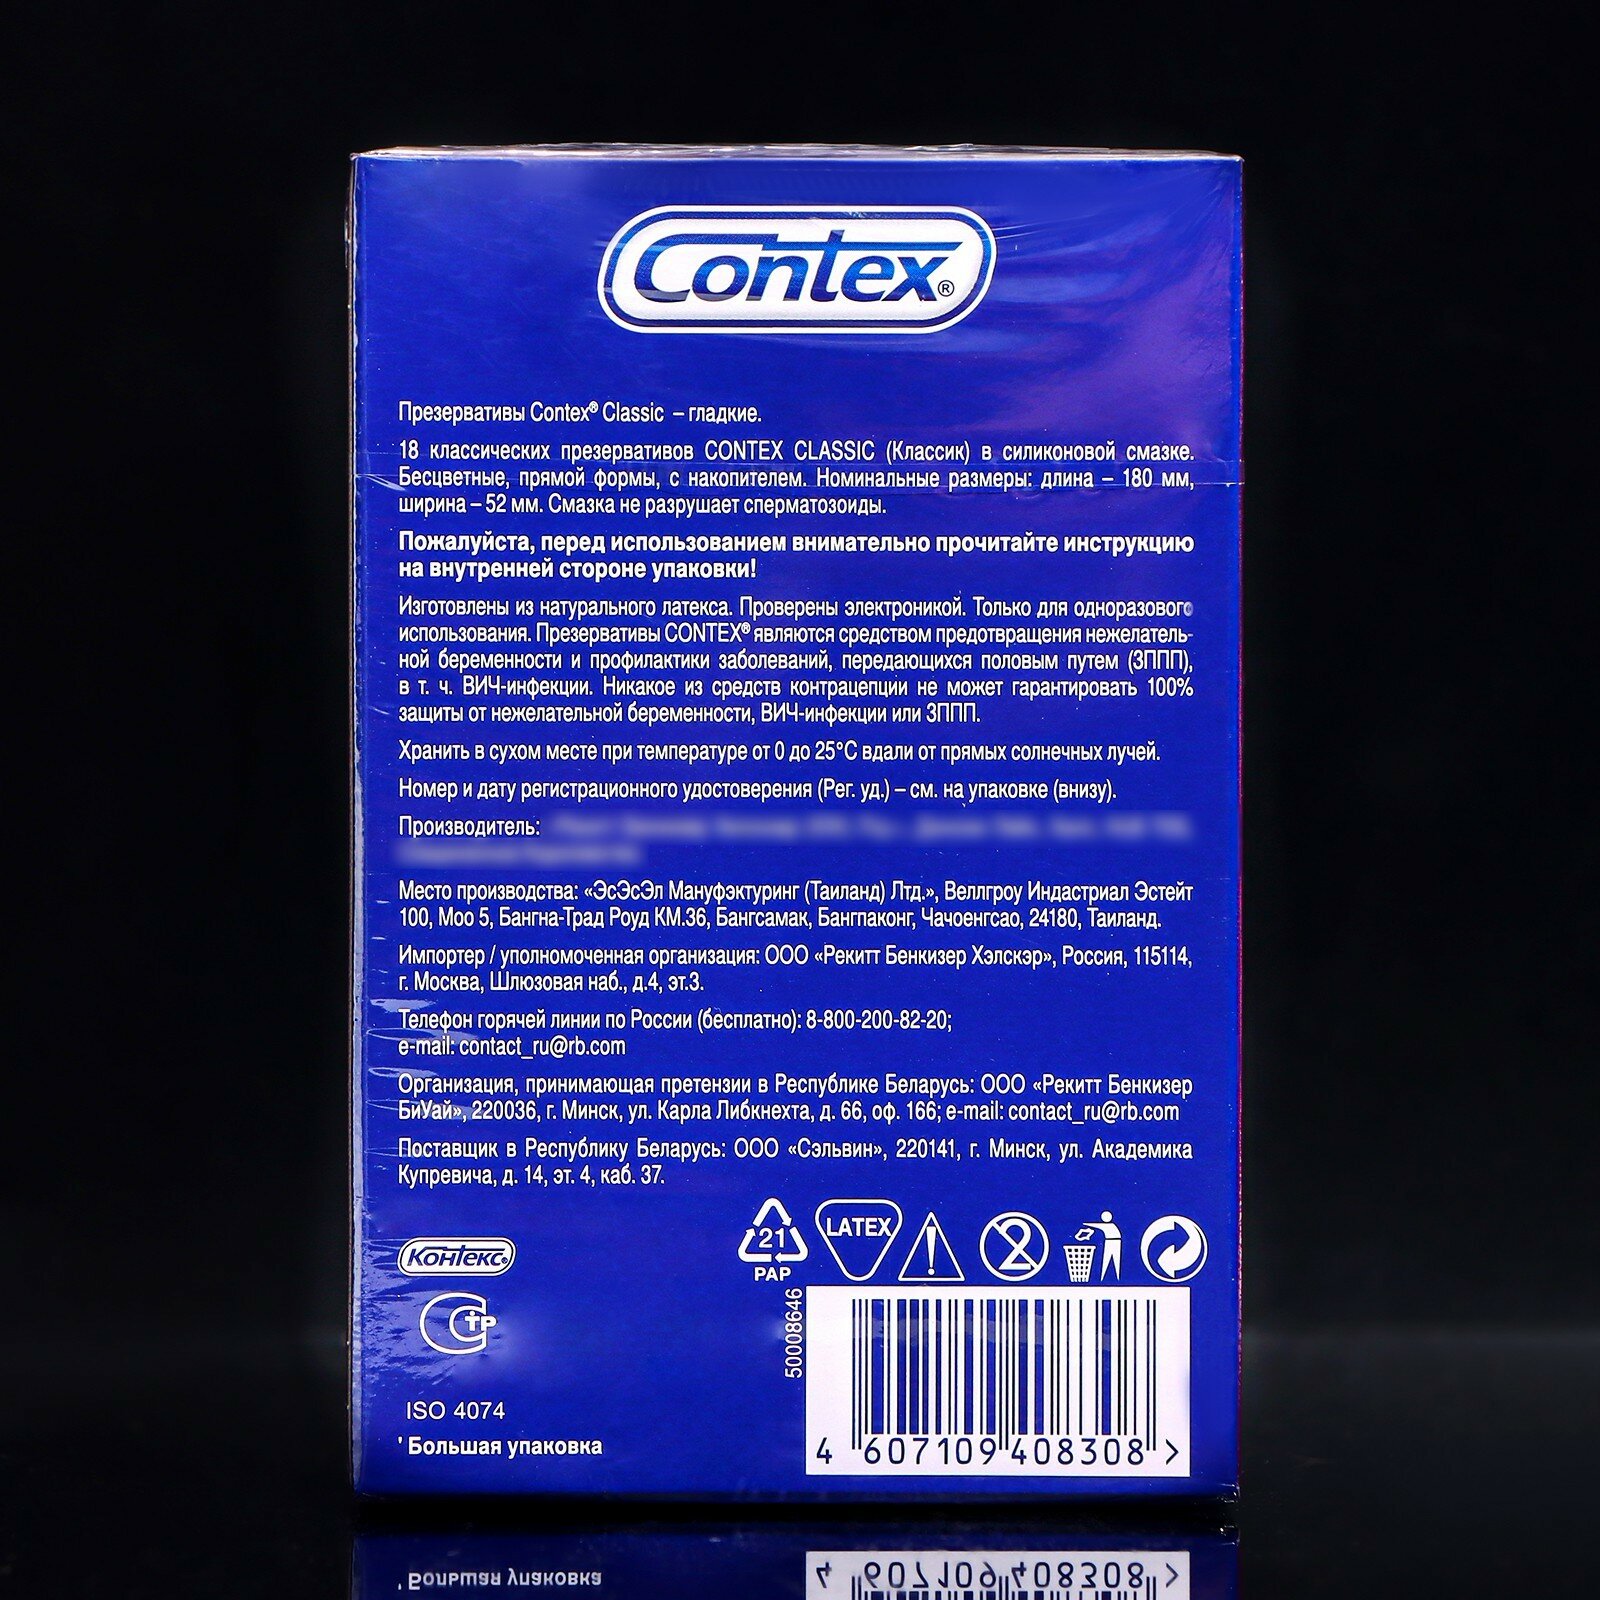 Contex®
Презервативы Contex® Classic – гладкие.
18 классических презервативов CONTEX CLASSIC (Классик) в силиконовой смазке.
Бесцветные, прямой формы, с накопителем. Номинальные размеры: длина – 180 мм,
ширина – 52 мм. Смазка не разрушает сперматозоиды.
Пожалуйста, перед использованием внимательно прочитайте инструкцию
на внутренней стороне упаковки!
Изготовлены из натурального латекса. Проверены электроникой. Только для одноразового
использования. Презервативы CONTEX® являются средством предотвращения нежелатель-
ной беременности и профилактики заболеваний, передающихся половым путем (ЗППП),
в т. ч. ВИЧ-инфекции. Никакое из средств контрацепции не может гарантировать 100%
защиты от нежелательной беременности, ВИЧ-инфекции или ЗППП.
Хранить в сухом месте при температуре от 0 до 25°C вдали от прямых солнечных лучей.
Номер и дату регистрационного удостоверения (Рег. уд.) – см. на упаковке (внизу).
Производитель:
Место производства: «ЭсЭсЭл Мануфэктуринг (Таиланд) Лтд.», Веллгроу Индастриал Эстейт
100, Моо 5, Бангна-Трад Роуд КМ.36, Бангсамак, Бангпаконг, Чачоенгсао, 24180, Таиланд.
Импортер / уполномоченная организация: ООО «Рекитт Бенкизер Хэлскэр», Россия, 115114,
г. Москва, Шлюзовая наб., д.4, эт.3.
Телефон горячей линии по России (бесплатно): 8-800-200-82-20;
e-mail: contact_ru@rb.com
Организация, принимающая претензии в Республике Беларусь: ООО «Рекитт Бенкизер
БиУай», 220036, г. Минск, ул. Карла Либкнехта, д. 66, оф. 166; e-mail: contact_ru@rb.com
Поставщик в Республику Беларусь: ООО «Сэльвин», 220141, г. Минск, ул. Академика
Купревича, д. 14, эт. 4, каб. 37.
21
PAP
LATEX
2
Контекс®
СТР
50008646
ISO 4074
' Большая упаковка
4 607109 408308 >